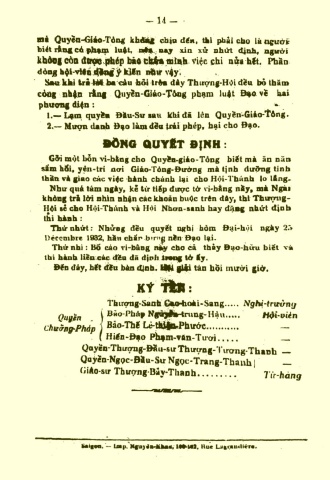 — 14 —
mà Quyền-Giáo-Tông không chịu đến, thì phải cho là người
biết rằng có phạm luật, nên nay xin xử nhứt định, người
không còn được phép bào chữa mình việc chi nữa hết. Phần
đông hội-viên đồng ý kiến như vậy.
Sau khi trả lời ba câu hỏi trên đây Thượng-Hội đều bỏ thăm
công nhận rằng Quyền-Giáo-Tông phạm luật Đạo về hai
phương diện :
1.— Lạm quyền Đầu-Sư sau khi đã lên Quyền-Giáo-Tông.
2.— Mượn danh Đạo làm đều trái phép, hại cho Đạo.
ĐỒNG QUYẾT ĐỊNH :
Gởi một bổn vi-bằng cho Quyền-giáo-Tông biết mà ăn năn
sám hối, yên-trí nơi Giáo-Tông-Đường mà tịnh dưỡng tinh
thần và giao các việc hành chánh lại cho Hội-Thánh lo lắng.
Như quá tám ngày, kể từ tiếp được tờ vi-bằng nầy, mà Ngài
không trả lời nhìn nhận các khoản buộc trên đây, thì Thượng-
Hội sẽ cho Hội-Thánh và Hội Nhơn-sanh hay đặng nhứt định
thi hành :
Thứ nhứt : Những đều quyết nghị hôm Đại-hội ngày 25
Décembre 1932, hầu chấp chưởng nền Đạo lại.
Thứ nhì : Bố cáo vi-bằng nầy cho cả thảy Đạo-hữu biết và
thi hành liền các đều đã định trong tờ ấy.
Đến đây, hết đều bàn định. Hội giải tán hồi mười giờ.
KÝ TÊN :
Thượng-Sanh Cao-hoài-Sang..... Nghị-trưởng
Quyền Chưởng-Pháp
Bảo-Pháp Nguyễn-trung-Hậu.... Hội-viên
Bảo-Thế Lê-thiện-Phước........... —
Hiến-Đạo Phạm-văn-Tươi..... —
Quyền-Thượng-Đầu-sư Thượng-Tương-Thanh —
Quyền-Ngọc-Đầu-Sư Ngọc-Trang-Thanh —
Giáo-sư Thượng-Bảy-Thanh......... Từ-hàng
Saigon. — Imp. Nguyễn-Khắc, 160-162, Rue Lagrandière.